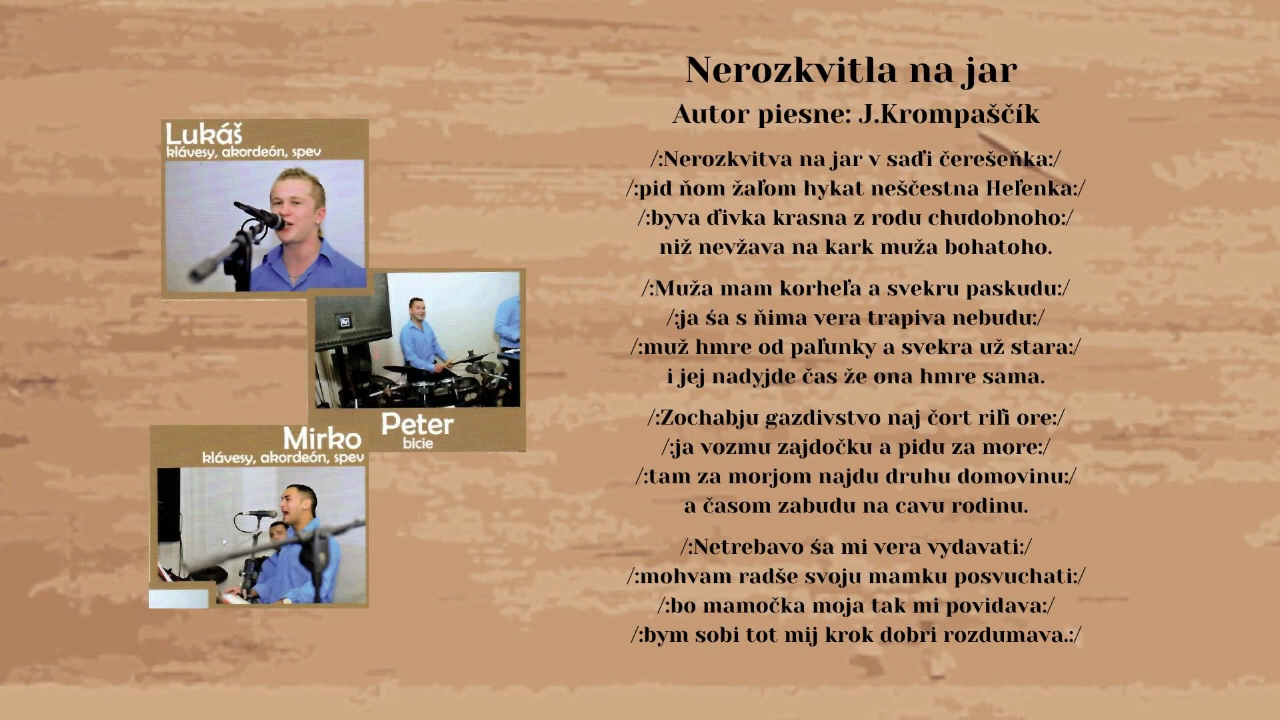 Lukáš
klávesy, akordeón, spev
Peter
bicie
Mirko
klávesy, akordeón, spev
Nerozkvitla na jar
Autor piesne: J.Krompaščík
/:Nerozkvitva na jar v saďi čerešeňka:/
/:pid ňom žaľom hykat neščestna Heľenka:/
/:byva ďivka krasna z rodu chudobnoho:/
niž nevžava na kark muža bohatoho.
/:Muža mam korheľa a svekru paskudu:/
/:ja śa s ňima vera trapiva nebudu:/
/:muž hmre od paľunky a svekra už stara:/
i jej nadyjde čas že ona hmre sama.
/:Zochabju gazdivstvo naj čort riľi ore:/
/:ja vozmu zajdočku a pidu za more:/
/:tam za morjom najdu druhu domovinu:/
a časom zabudu na cavu rodinu.
/:Netrebavo śa mi vera vydavati:/
/:mohvam radše svoju mamku posvuchati:/
/:bo mamočka moja tak mi povidava:/
/:bym sobi tot mij krok dobri rozdumava.:/